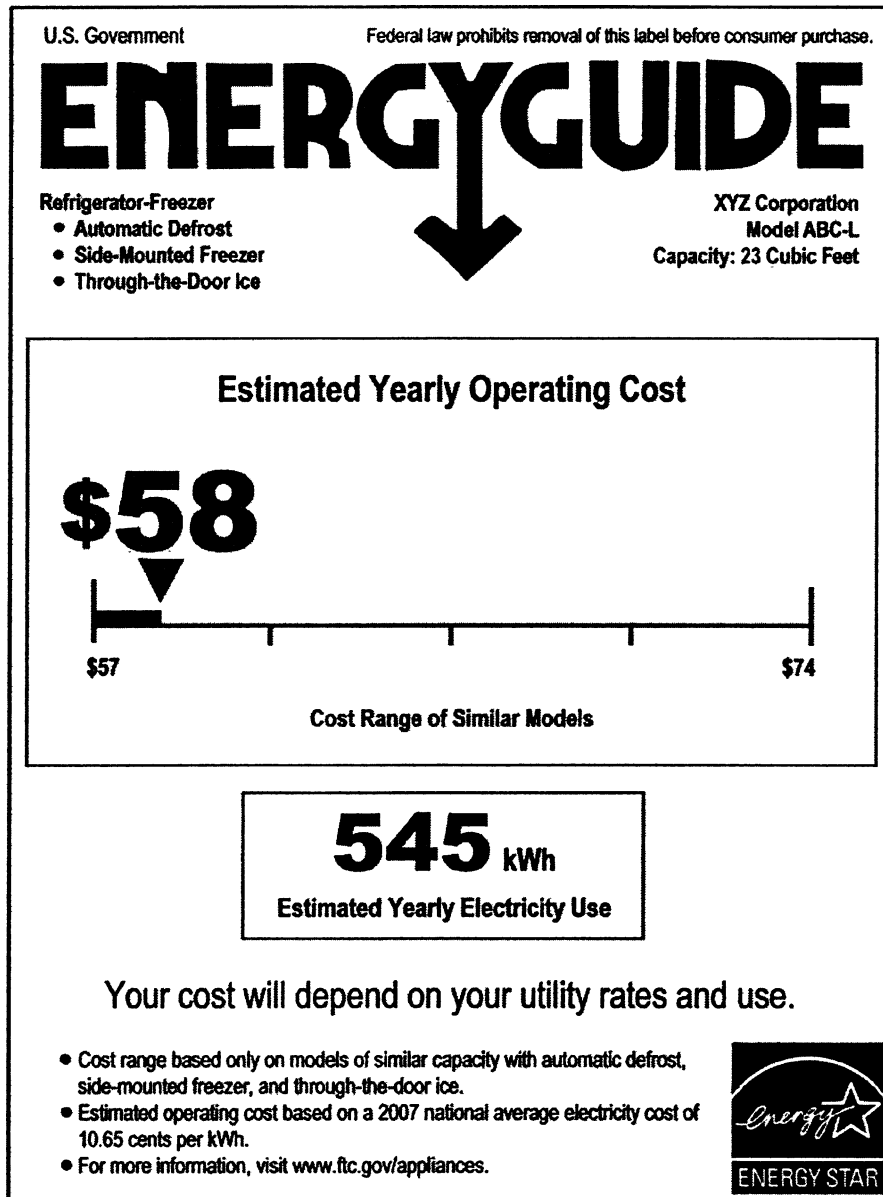 U.S. Government
Federal law prohibits removal of this label before consumer purchase.
ENERGYGUIDE
Refrigerator-Freezer
• Automatic Defrost
• Side-Mounted Freezer
• Through-the-Door Ice
XYZ Corporation
Model ABC-L
Capacity: 23 Cubic Feet
Estimated Yearly Operating Cost
$58
$57
$74
Cost Range of Similar Models
545 kWh
Estimated Yearly Electricity Use
Your cost will depend on your utility rates and use.
• Cost range based only on models of similar capacity with automatic defrost,
side-mounted freezer, and through-the-door ice.
• Estimated operating cost based on a 2007 national average electricity cost of
10.65 cents per kWh.
• For more information, visit www.ftc.gov/appliances.
energy
ENERGY STAR